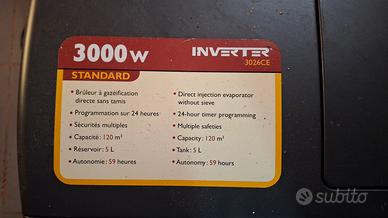 3000 w
INVERTER
3026CE
STANDARD
• Brûleur à gazéification
directe sans tamis
• Programmation sur 24 heures
• Sécurités multiples
• Capacité : 120 m³
• Réservoir : 5 L
• Autonomie : 59 heures
• Direct injection evaporator
without sieve
• 24-hour timer programming
• Multiple safeties
• Capacity : 120 m³
• Tank : 5 L
• Autonomy : 59 hours
subito